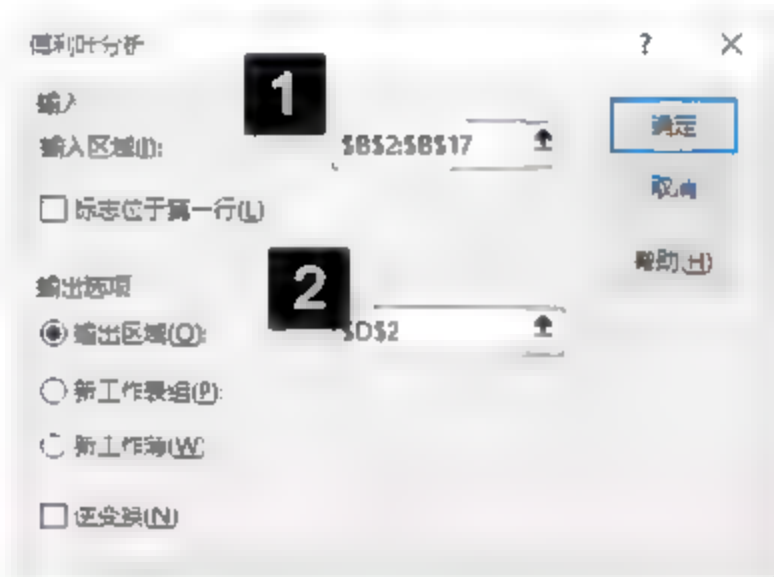 傅利叶分析 ? ×
输入
1
输入区域(I): $B$2:$B$17
确定
取消
标志位于第一行(L)
帮助(H)
输出选项
2
输出区域(O): $D$2
新工作表组(P):
新工作簿(W)
逆变换(N)